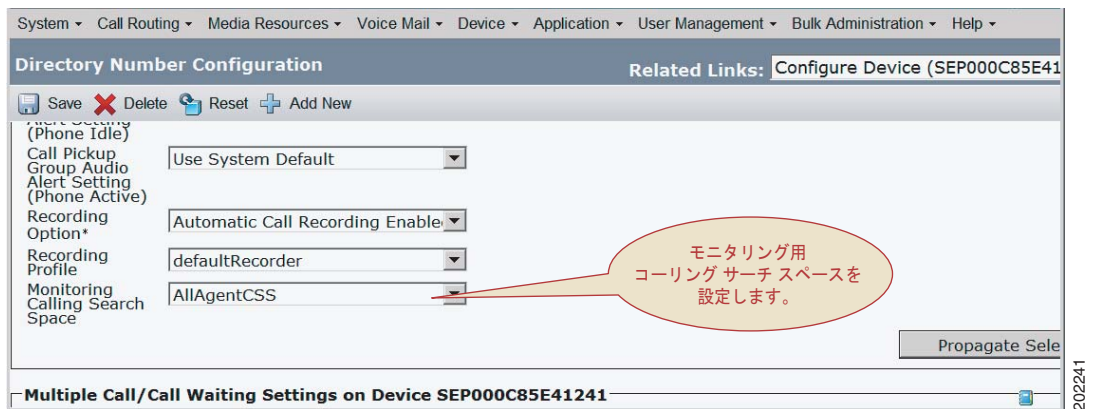 System Call Routing Media Resources Voice Mail Device Application User Management Bulk Administration Help
Directory Number Configuration
Related Links: Configure Device (SEP000C85E41
Save Delete Reset Add New
Alert Setting
(Phone Idle)
Call Pickup
Group Audio
Alert Setting
(Phone Active)
Use System Default
Recording
Option*
Automatic Call Recording Enable
Recording
Profile
defaultRecorder
Monitoring
Calling Search
Space
AllAgentCSS
モニタリング用
コーリング サーチ スペースを
設定します。
Propagate Sele
Multiple Call/Call Waiting Settings on Device SEP000C85E41241
202241